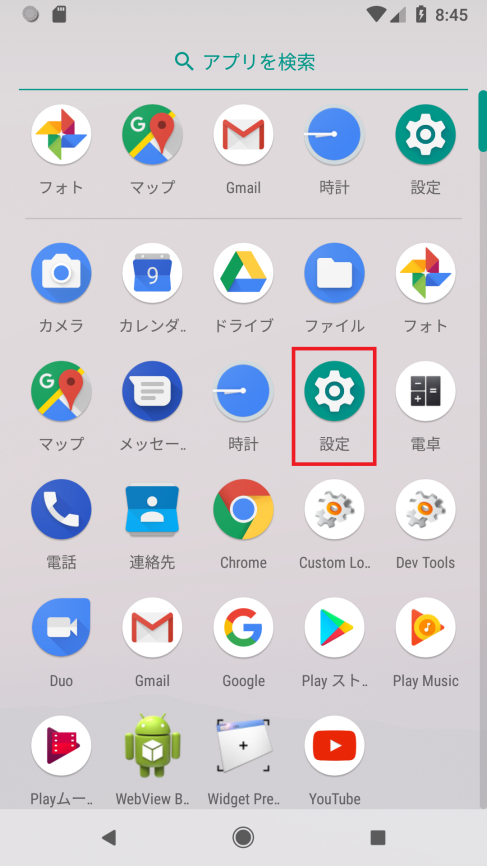 8:45
アプリを検索
フォト マップ Gmail 時計 設定
カメラ カレンダ.. ドライブ ファイル フォト
マップ メッセー.. 時計 設定 電卓
電話 連絡先 Chrome Custom Lo.. Dev Tools
Duo Gmail Google Play スト.. Play Music
Playムー.. WebView B.. Widget Pre.. YouTube